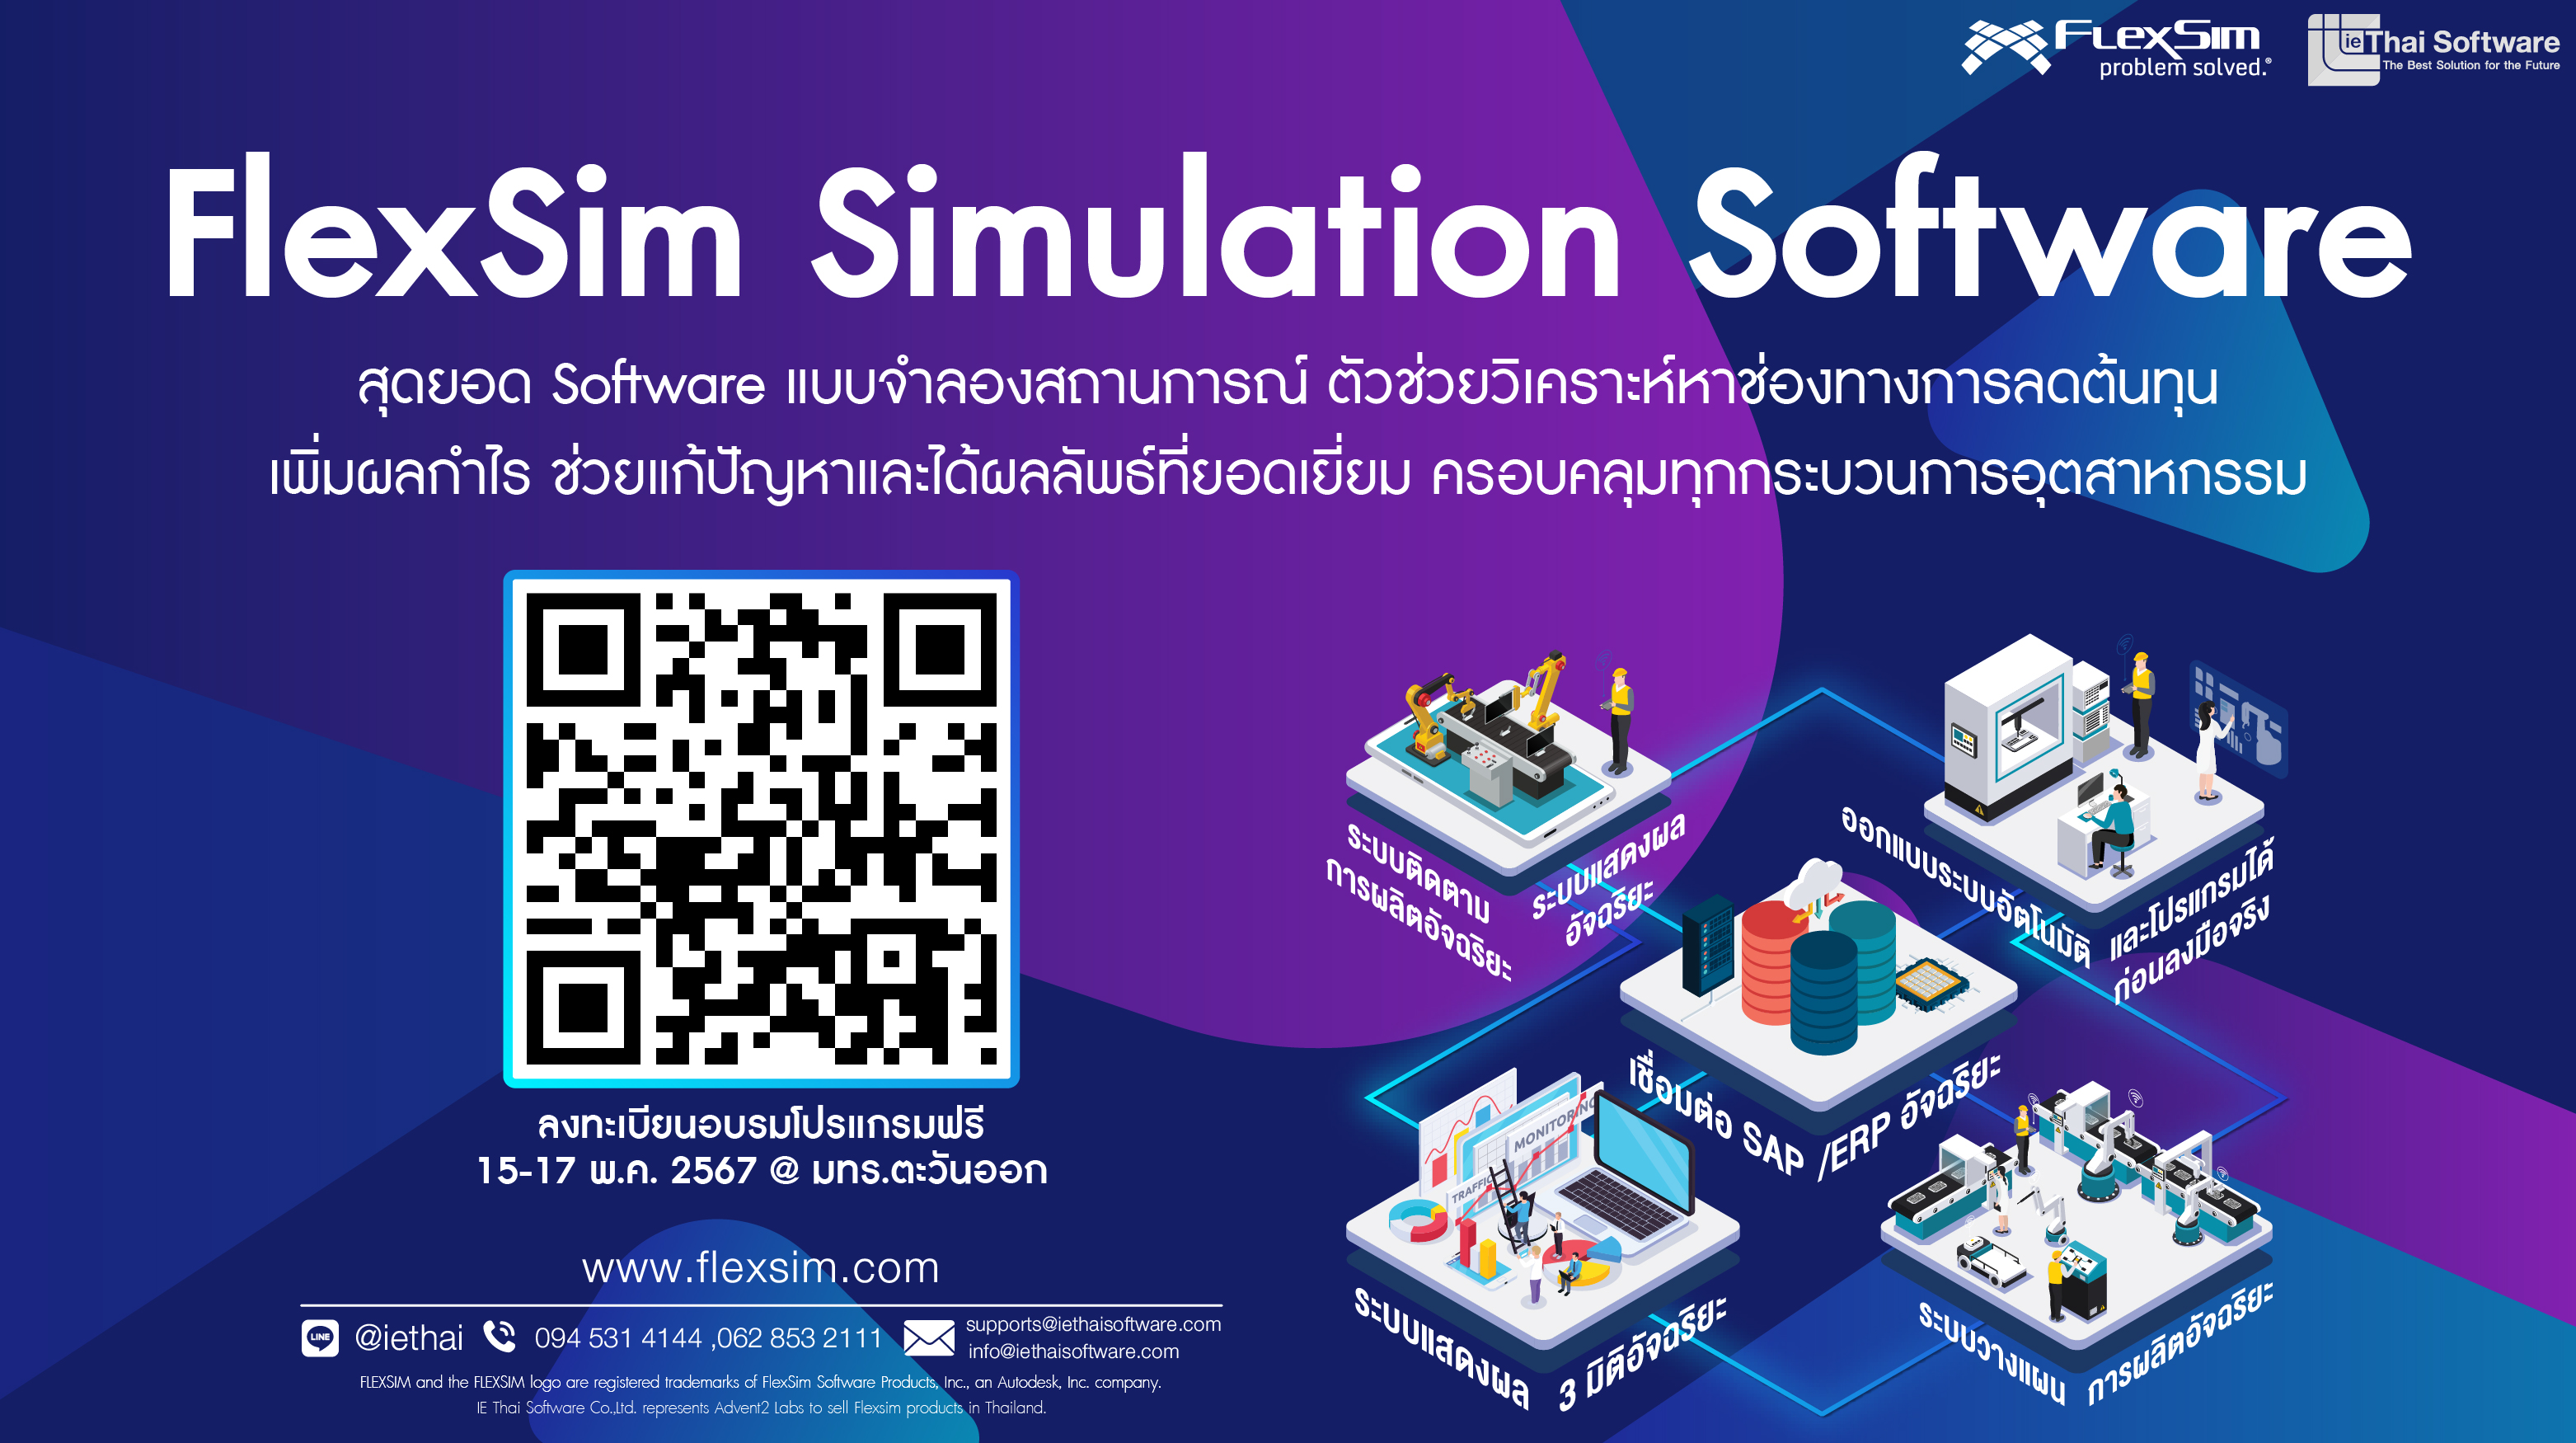 FLEXSIM
problem solved.®
ie Thai Software
The Best Solution for the Future
FlexSim Simulation Software
สุดยอด Software แบบจำลองสถานการณ์ ตัวช่วยวิเคราะห์หาช่องทางการลดต้นทุน
เพิ่มผลกำไร ช่วยแก้ปัญหาและได้ผลลัพธ์ที่ยอดเยี่ยม ครอบคลุมทุกกระบวนการอุตสาหกรรม
ระบบติดตาม
การผลิตอัจฉริยะ
ระบบแสดงผล
อัจฉริยะ
ออกแบบระบบอัตโนมัติ
และโปรแกรมได้
ก่อนลงมือจริง
เชื่อมต่อ SAP /ERP อัจฉริยะ
MONITORING
TRAFFIC
ระบบแสดงผล 3 มิติอัจฉริยะ
ระบบวางแผน การผลิตอัจฉริยะ
ลงทะเบียนอบรมโปรแกรมฟรี
15-17 พ.ค. 2567 @ มทร.ตะวันออก
www.flexsim.com
LINE @iethai 094 531 4144 ,062 853 2111
supports@iethaisoftware.com
info@iethaisoftware.com
FLEXSIM and the FLEXSIM logo are registered trademarks of FlexSim Software Products, Inc., an Autodesk, Inc. company.
IE Thai Software Co.,Ltd. represents Advent2 Labs to sell Flexsim products in Thailand.